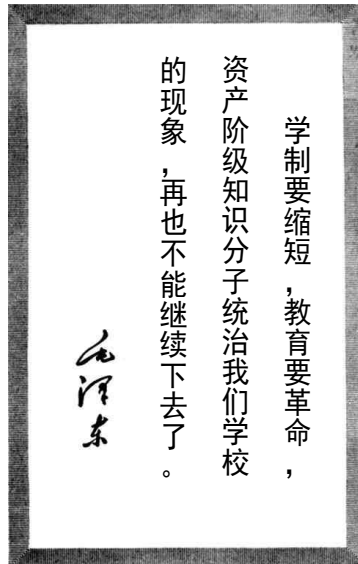 学制要缩短，教育要革命，
资产阶级知识分子统治我们学校
的现象，再也不能继续下去了。
毛泽东